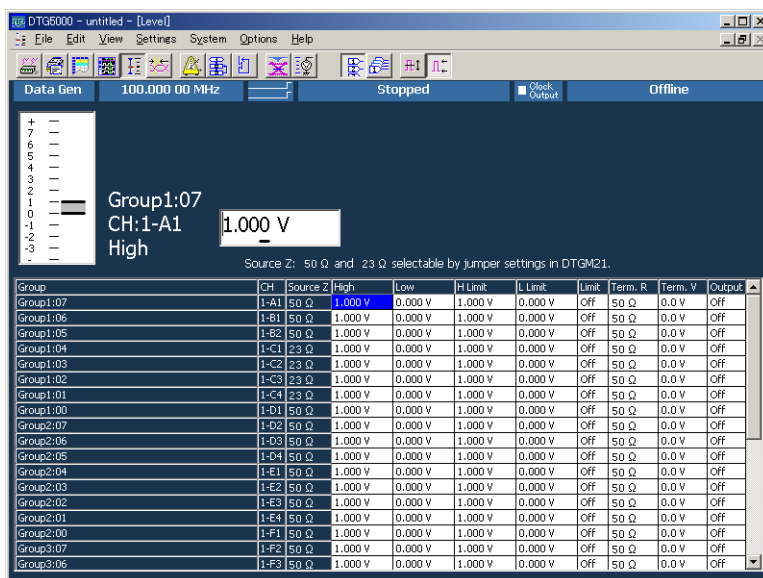 DTG5000 - untitled - [Level]
File Edit View Settings System Options Help
Data Gen 100.000 00 MHz Stopped Clock Output Offline
+
7
6
5
4
3
2
1
0
-1
-2
-3
-
Group1:07
CH:1-A1 1.000 V
High
Source Z: 50 Ω and 23 Ω selectable by jumper settings in DTGM21.
Group CH Source Z High Low H Limit L Limit Limit Term. R Term. V Output
Group1:07 1-A1 50 Ω 1.000 V 0.000 V 1.000 V 0.000 V Off 50 Ω 0.0 V Off
Group1:06 1-B1 50 Ω 1.000 V 0.000 V 1.000 V 0.000 V Off 50 Ω 0.0 V Off
Group1:05 1-B2 50 Ω 1.000 V 0.000 V 1.000 V 0.000 V Off 50 Ω 0.0 V Off
Group1:04 1-C1 23 Ω 1.000 V 0.000 V 1.000 V 0.000 V Off 50 Ω 0.0 V Off
Group1:03 1-C2 23 Ω 1.000 V 0.000 V 1.000 V 0.000 V Off 50 Ω 0.0 V Off
Group1:02 1-C3 23 Ω 1.000 V 0.000 V 1.000 V 0.000 V Off 50 Ω 0.0 V Off
Group1:01 1-C4 23 Ω 1.000 V 0.000 V 1.000 V 0.000 V Off 50 Ω 0.0 V Off
Group1:00 1-D1 50 Ω 1.000 V 0.000 V 1.000 V 0.000 V Off 50 Ω 0.0 V Off
Group2:07 1-D2 50 Ω 1.000 V 0.000 V 1.000 V 0.000 V Off 50 Ω 0.0 V Off
Group2:06 1-D3 50 Ω 1.000 V 0.000 V 1.000 V 0.000 V Off 50 Ω 0.0 V Off
Group2:05 1-D4 50 Ω 1.000 V 0.000 V 1.000 V 0.000 V Off 50 Ω 0.0 V Off
Group2:04 1-E1 50 Ω 1.000 V 0.000 V 1.000 V 0.000 V Off 50 Ω 0.0 V Off
Group2:03 1-E2 50 Ω 1.000 V 0.000 V 1.000 V 0.000 V Off 50 Ω 0.0 V Off
Group2:02 1-E3 50 Ω 1.000 V 0.000 V 1.000 V 0.000 V Off 50 Ω 0.0 V Off
Group2:01 1-E4 50 Ω 1.000 V 0.000 V 1.000 V 0.000 V Off 50 Ω 0.0 V Off
Group2:00 1-F1 50 Ω 1.000 V 0.000 V 1.000 V 0.000 V Off 50 Ω 0.0 V Off
Group3:07 1-F2 50 Ω 1.000 V 0.000 V 1.000 V 0.000 V Off 50 Ω 0.0 V Off
Group3:06 1-F3 50 Ω 1.000 V 0.000 V 1.000 V 0.000 V Off 50 Ω 0.0 V Off